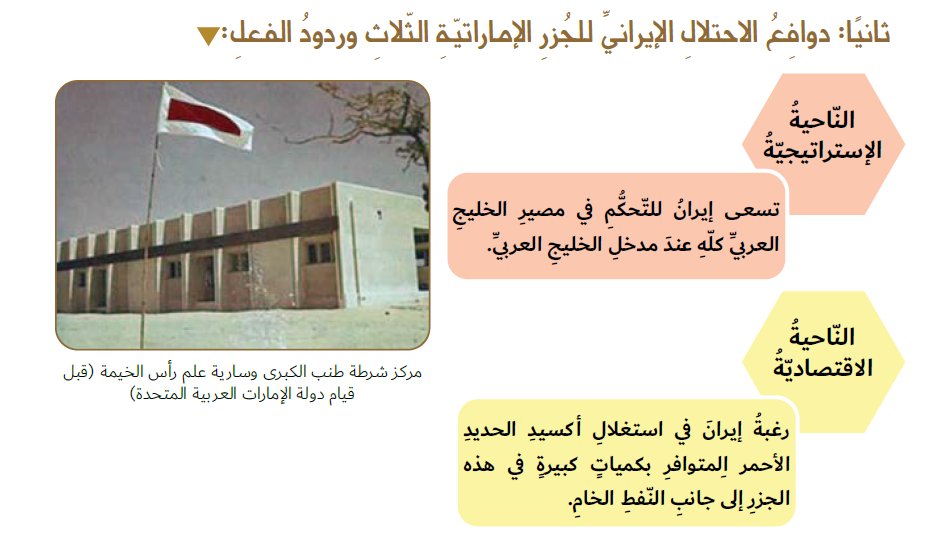 ثانيًا: دوافعُ الاحتلالِ الإيرانيِّ للجُزرِ الإماراتيّةِ الثّلاثِ وردودُ الفعلِ:
النّاحيةُ
الإستراتيجيّةُ
تسعى إيرانُ للتّحكُّمِ في مصيرِ الخليجِ
العربيِّ كلّهِ عندَ مدخلِ الخليجِ العربيِّ.
النّاحيةُ
الاقتصاديّةُ
رغبةُ إيرانَ في استغلالِ أكسيدِ الحديدِ
الأحمر المِتوافرِ بكمياتٍ كبيرةٍ في هذه
الجزرِ إلى جانبِ النّفطِ الخامِ.
مركز شرطة طنب الكبرى وسارية علم رأس الخيمة (قبل
قيام دولة الإمارات العربية المتحدة)